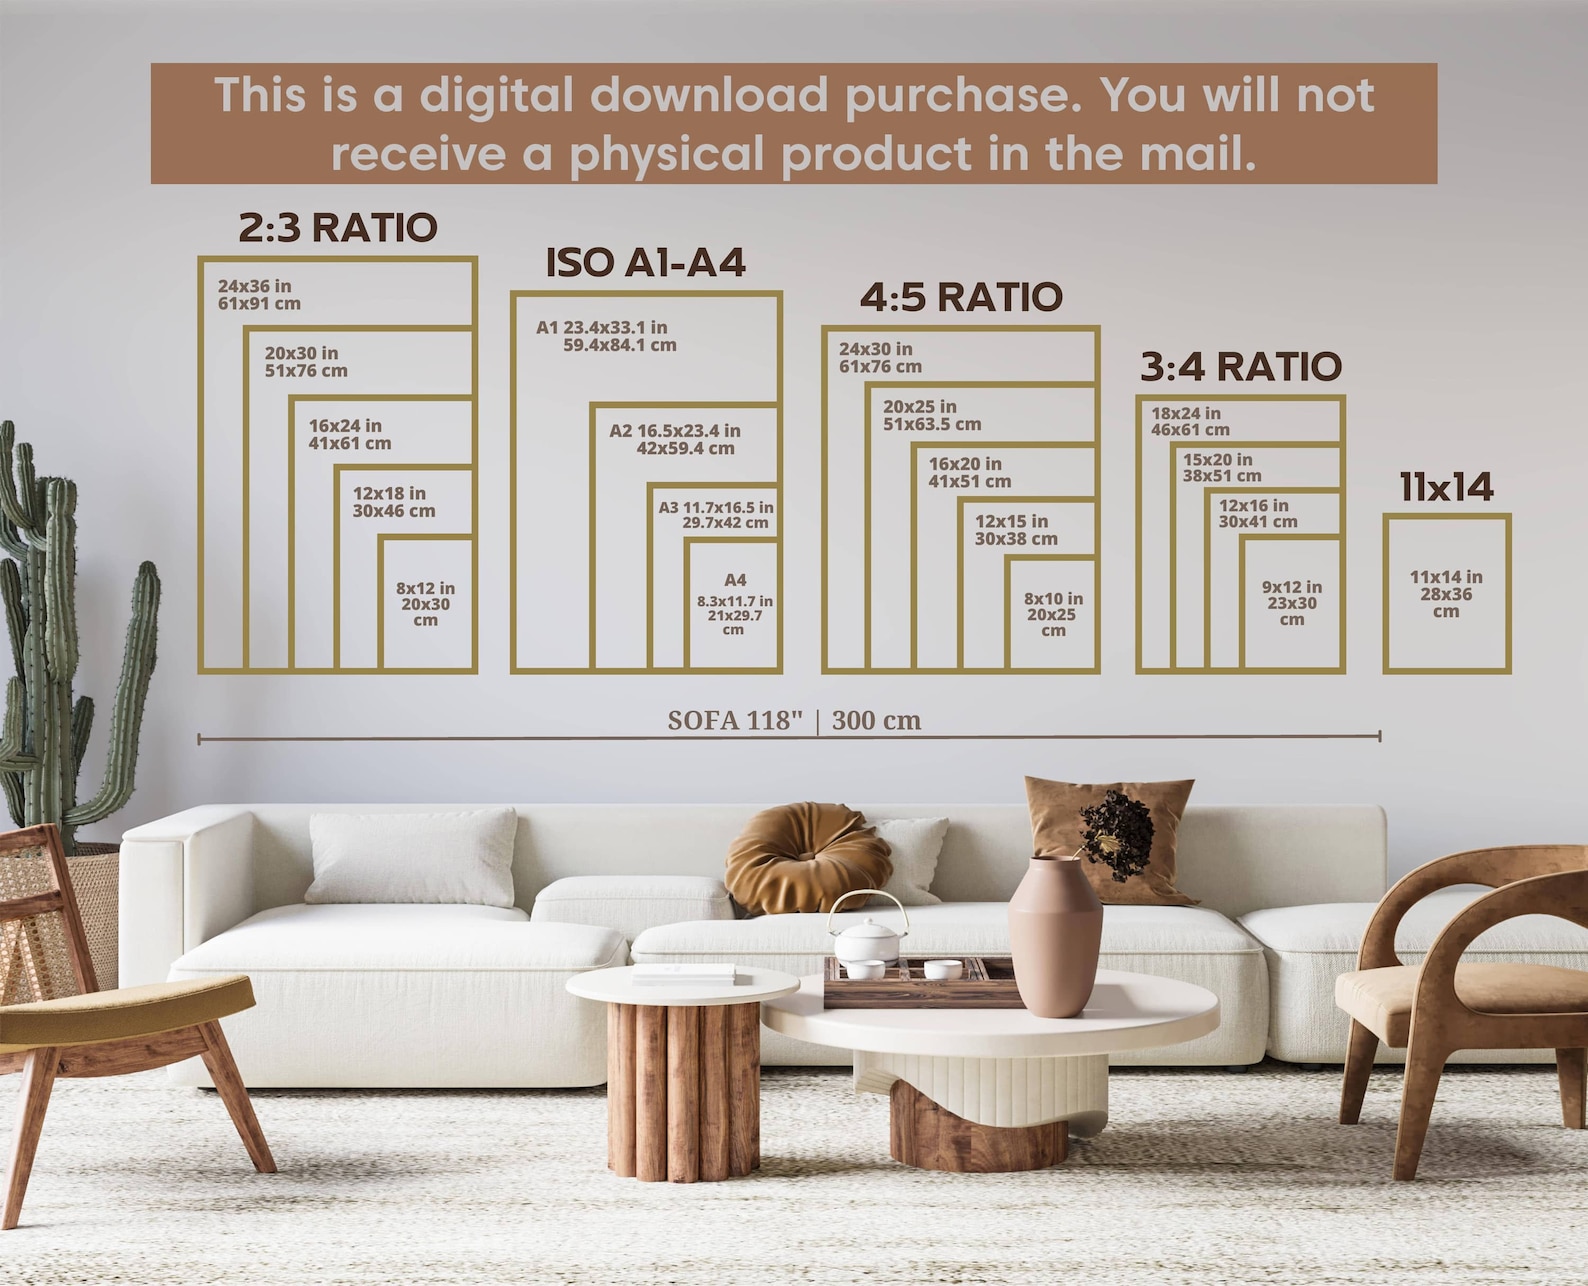 This is a digital download purchase. You will not
receive a physical product in the mail.
2:3 RATIO
24x36 in
61x91 cm
20x30 in
51x76 cm
16x24 in
41x61 cm
12x18 in
30x46 cm
8x12 in
20x30
cm
ISO A1-A4
A1 23.4x33.1 in
59.4x84.1 cm
A2 16.5x23.4 in
42x59.4 cm
A3 11.7x16.5 in
29.7x42 cm
A4
8.3x11.7 in
21x29.7
cm
4:5 RATIO
24x30 in
61x76 cm
20x25 in
51x63.5 cm
16x20 in
41x51 cm
12x15 in
30x38 cm
8x10 in
20x25
cm
3:4 RATIO
18x24 in
46x61 cm
15x20 in
38x51 cm
12x16 in
30x41 cm
9x12 in
23x30
cm
11x14
11x14 in
28x36
cm
SOFA 118" | 300 cm